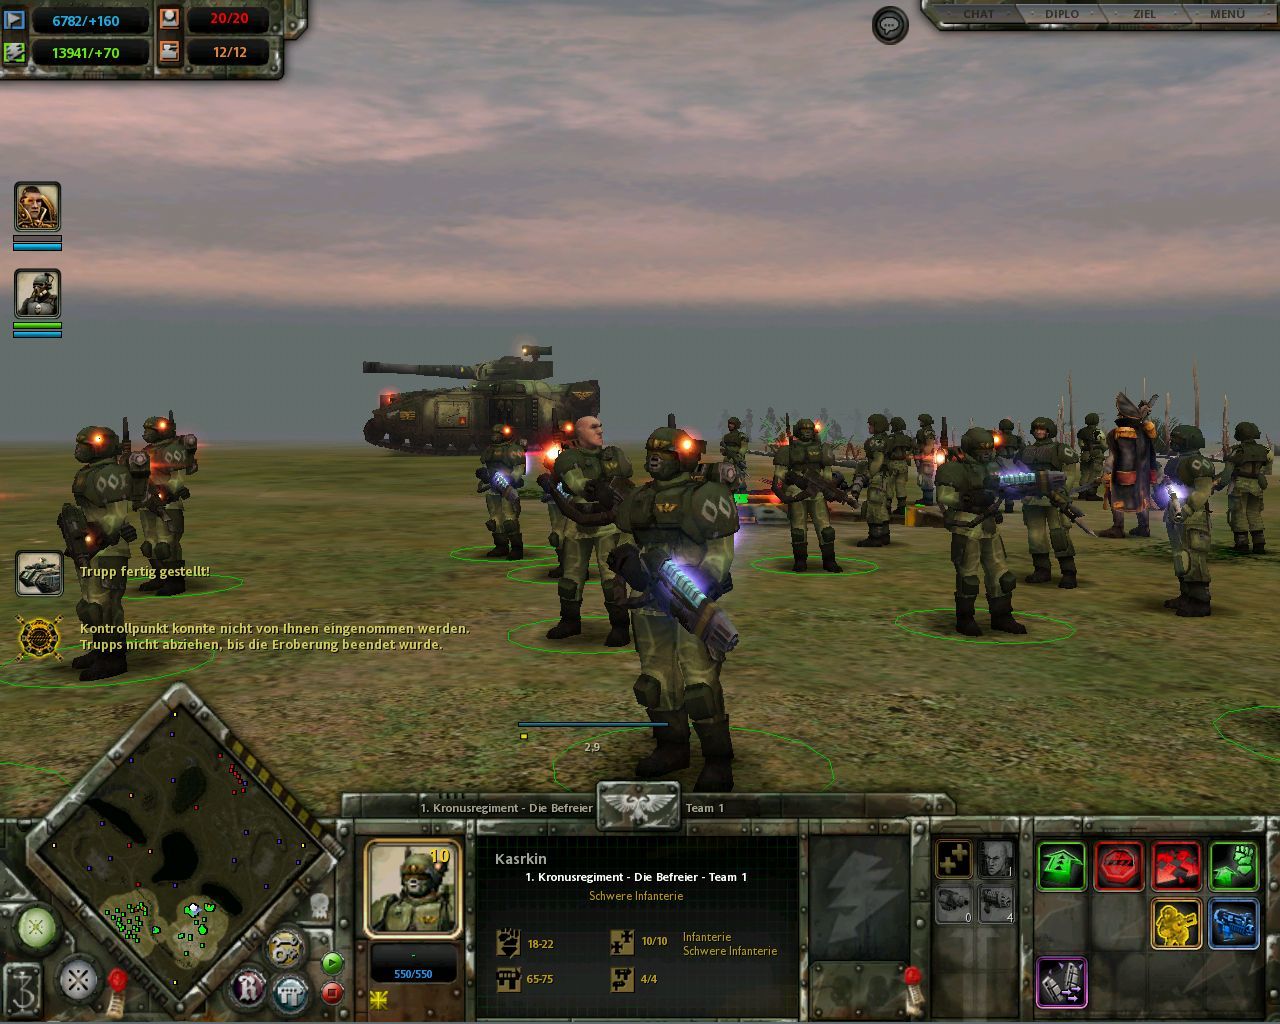 6782/+160
20/20
13941/+70
12/12
CHAT
DIPLO
ZIEL
MENÜ
Trupp fertig gestellt!
Kontrollpunkt konnte nicht von Ihnen eingenommen werden.
Trupps nicht abziehen, bis die Eroberung beendet wurde.
2,9
1. Kronusregiment - Die Befreier
Team 1
10
Kasrkin
1. Kronusregiment - Die Befreier - Team 1
Schwere Infanterie
18-22
10/10
Infanterie
Schwere Infanterie
65-75
4/4
550/550
1
0
4
R